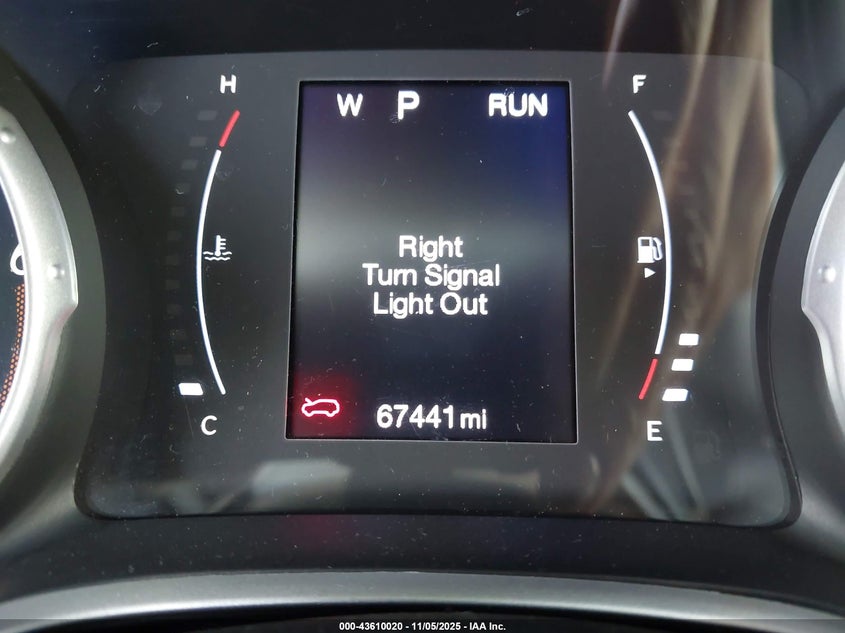 H
F
W P RUN
Right
Turn Signal
Light Out
67441 mi
C
E
000-43610020 - 11/05/2025 - IAA Inc.